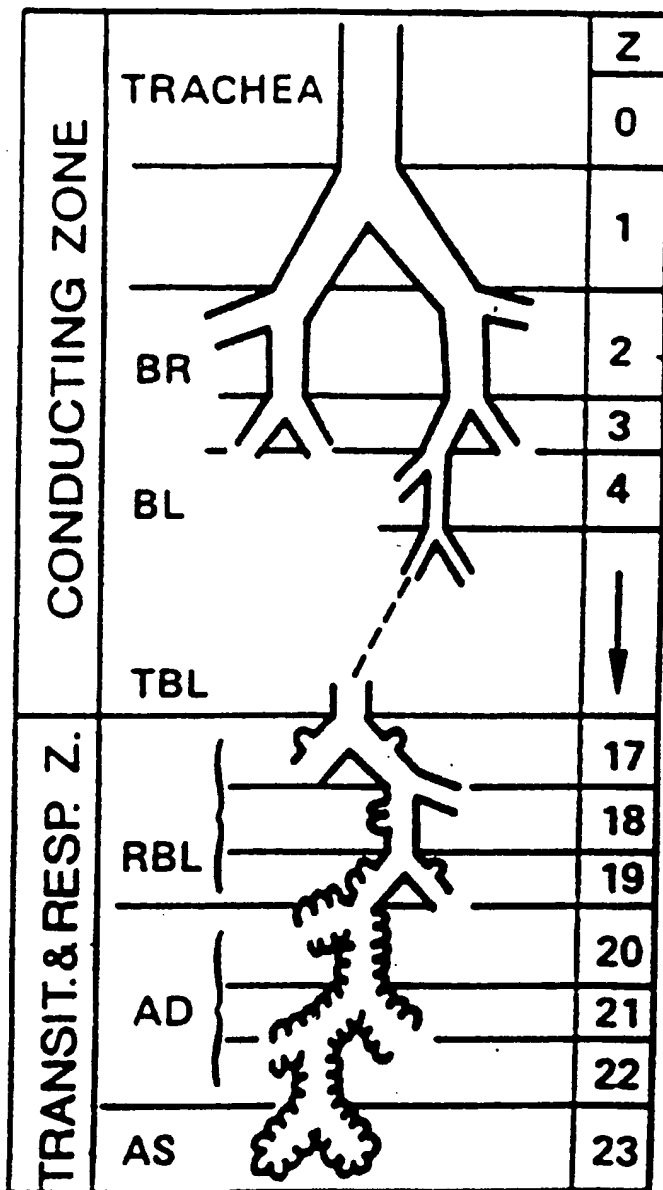 Z
TRACHEA
0
1
BR
2
3
BL
4
TBL
CONDUCTING ZONE
17
18
RBL
19
20
AD
21
22
AS
23
TRANSIT. & RESP. Z.